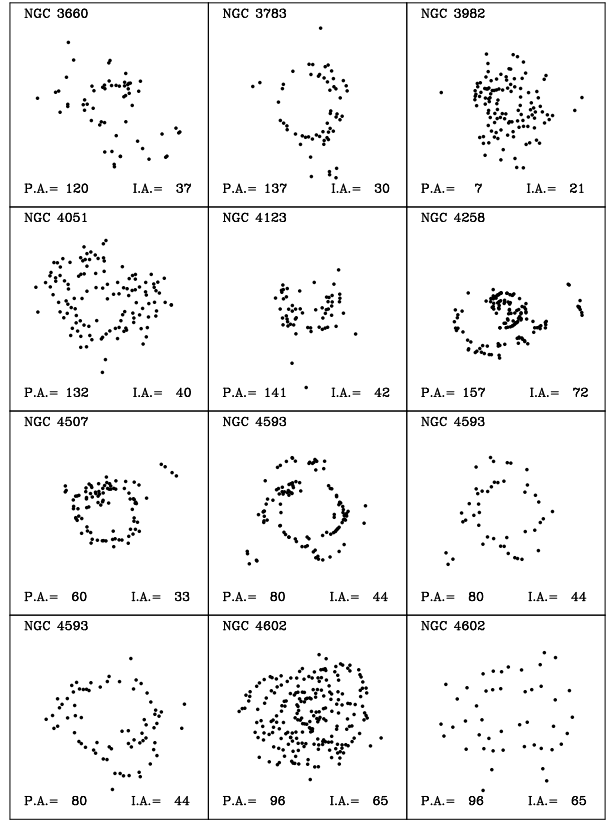 NGC 3660
P.A.= 120 I.A.= 37
NGC 3783
P.A.= 137 I.A.= 30
NGC 3982
P.A.= 7 I.A.= 21
NGC 4051
P.A.= 132 I.A.= 40
NGC 4123
P.A.= 141 I.A.= 42
NGC 4258
P.A.= 157 I.A.= 72
NGC 4507
P.A.= 60 I.A.= 33
NGC 4593
P.A.= 80 I.A.= 44
NGC 4593
P.A.= 80 I.A.= 44
NGC 4593
P.A.= 80 I.A.= 44
NGC 4602
P.A.= 96 I.A.= 65
NGC 4602
P.A.= 96 I.A.= 65